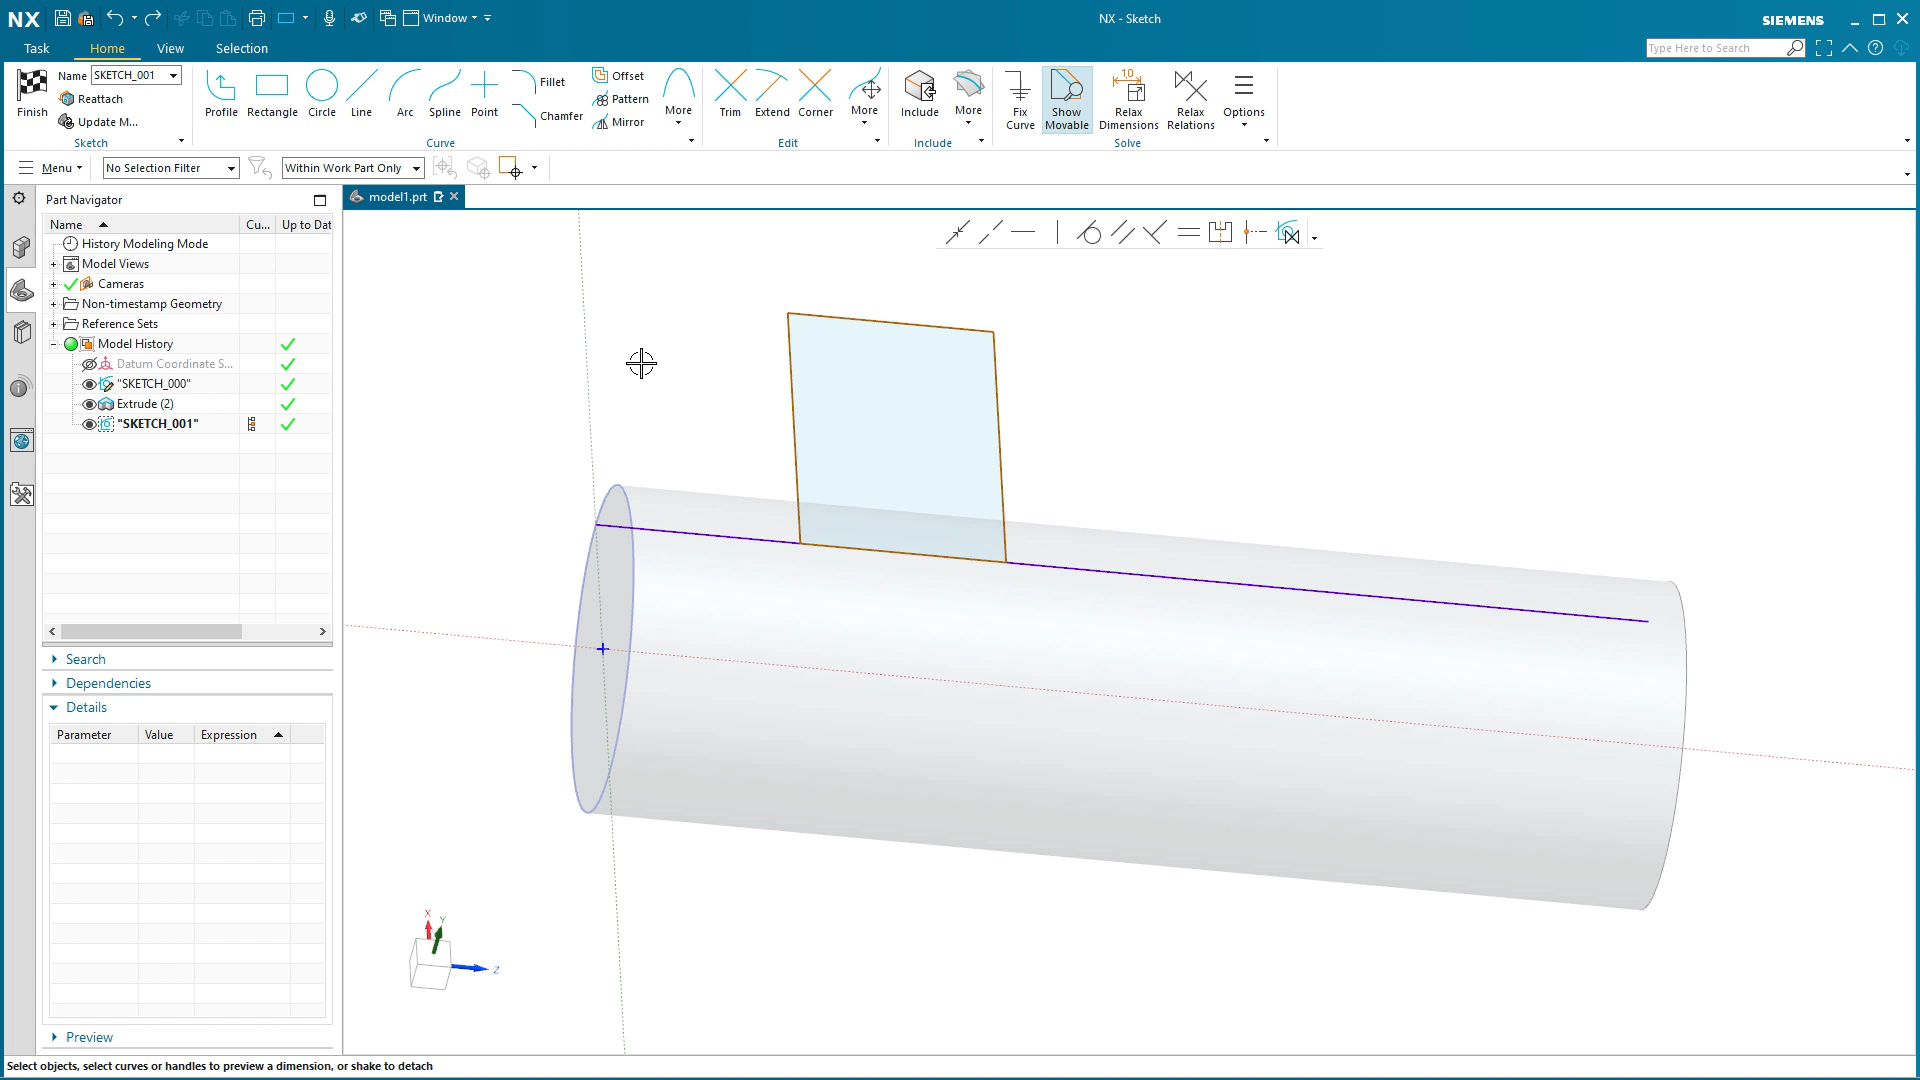 NX
Window
NX - Sketch
SIEMENS
Task
Home
View
Selection
Type Here to Search
Finish
Name
SKETCH_001
Reattach
Update M...
Sketch
Profile
Rectangle
Circle
Line
Arc
Spline
Point
Fillet
Chamfer
Offset
Pattern
Mirror
More
Curve
Trim
Extend
Corner
More
Edit
Include
More
Include
Fix Curve
Show Movable
1.0
Relax Dimensions
Relax Relations
Options
Solve
Menu
No Selection Filter
Within Work Part Only
Part Navigator
model1.prt
Name
Cu...
Up to Dat
History Modeling Mode
Model Views
Cameras
Non-timestamp Geometry
Reference Sets
Model History
Datum Coordinate S...
"SKETCH_000"
Extrude (2)
"SKETCH_001"
Search
Dependencies
Details
Parameter
Value
Expression
Preview
X
Y
Z
Select objects, select curves or handles to preview a dimension, or shake to detach